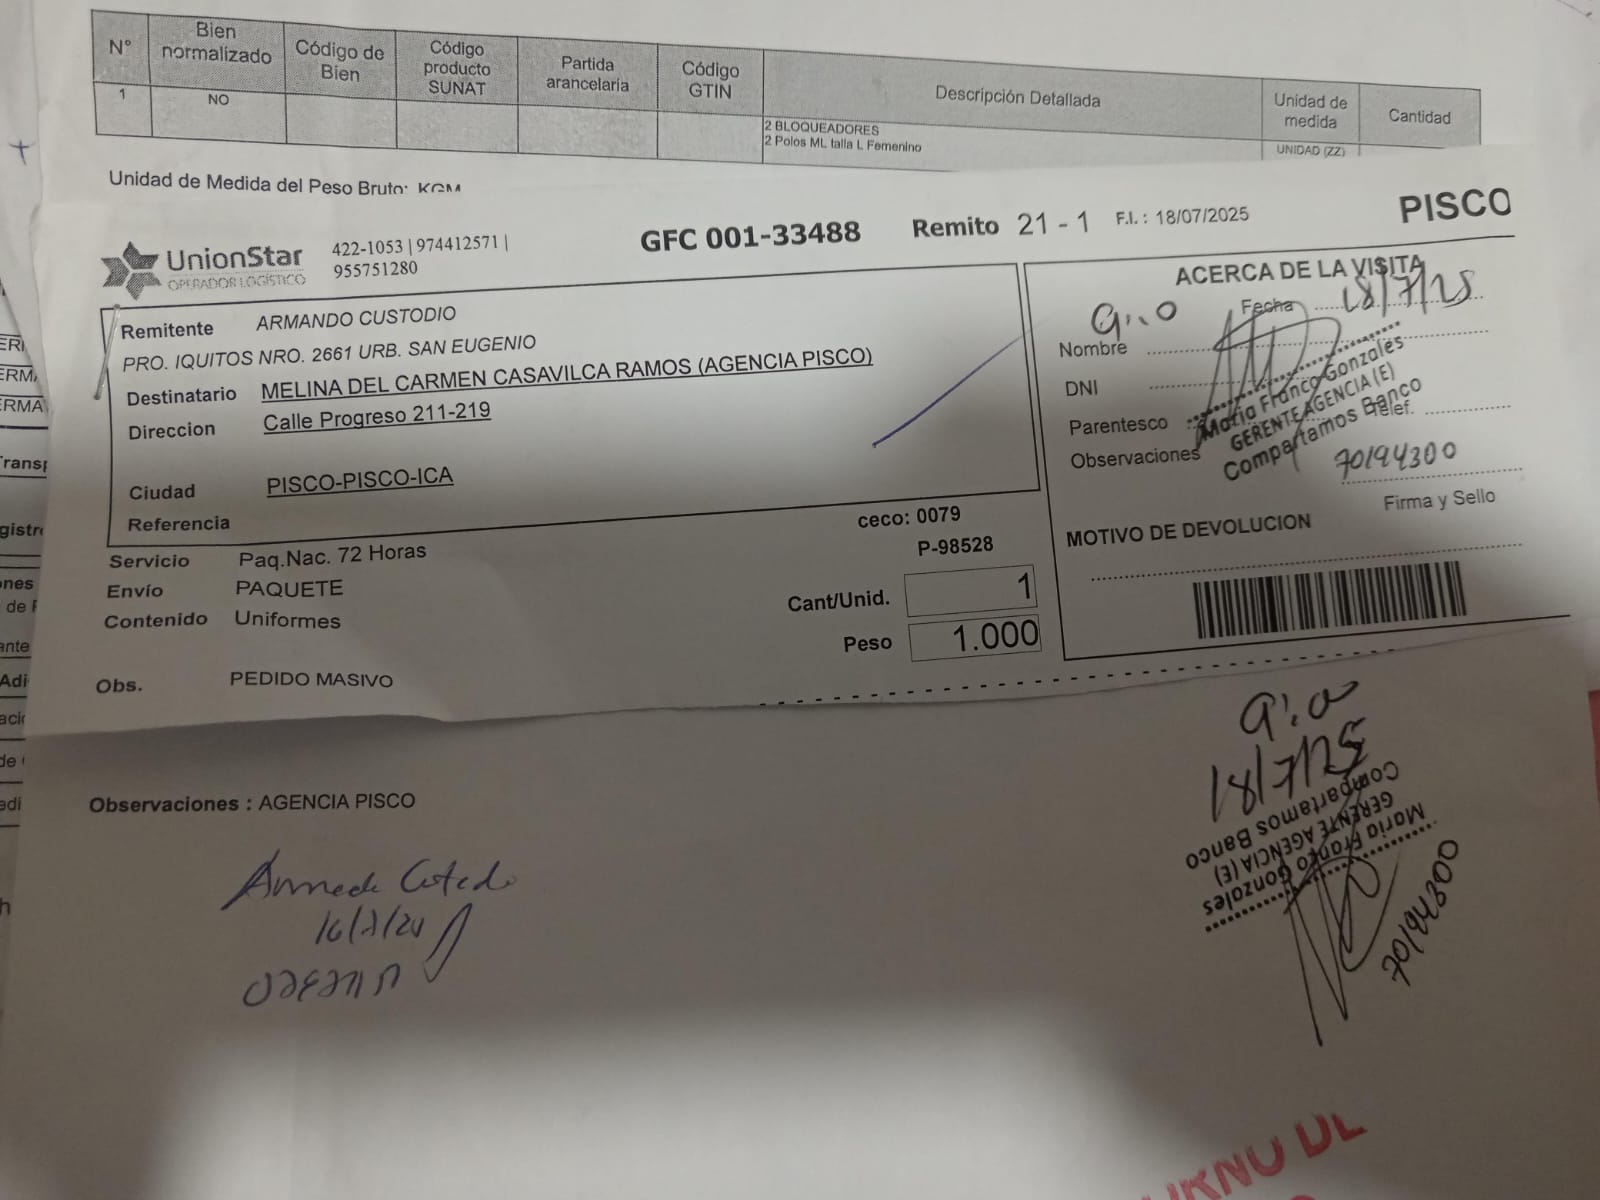 N°
Bien normalizado
Código de Bien
Código producto SUNAT
Partida arancelaria
Código GTIN
Descripción Detallada
Unidad de medida
Cantidad
1
NO
2 BLOQUEADORES
2 Polos ML talla L Femenino
UNIDAD (ZZ)
Unidad de Medida del Peso Bruto: KGM
UnionStar
OPERADOR LOGÍSTICO
422-1053 | 974412571 |
955751280
GFC 001-33488
Remito 21 - 1
F.I. : 18/07/2025
PISCO
Remitente ARMANDO CUSTODIO
PRO. IQUITOS NRO. 2661 URB. SAN EUGENIO
Destinatario MELINA DEL CARMEN CASAVILCA RAMOS (AGENCIA PISCO)
Direccion Calle Progreso 211-219
Ciudad PISCO-PISCO-ICA
Referencia
ceco: 0079
Servicio Paq.Nac. 72 Horas
P-98528
Envío PAQUETE
Cant/Unid. 1
Contenido Uniformes
Peso 1.000
Obs. PEDIDO MASIVO
ACERCA DE LA VISITA
Fecha 18/7/25
Nombre
DNI
Parentesco
Telef.
Observaciones
Maria Franco Gonzales
GERENTE AGENCIA (E)
Compartamos Banco
70194300
Firma y Sello
MOTIVO DE DEVOLUCION
Observaciones : AGENCIA PISCO
18/7/25
Maria Franco Gonzales
GERENTE AGENCIA (E)
Compartamos Banco
70194300